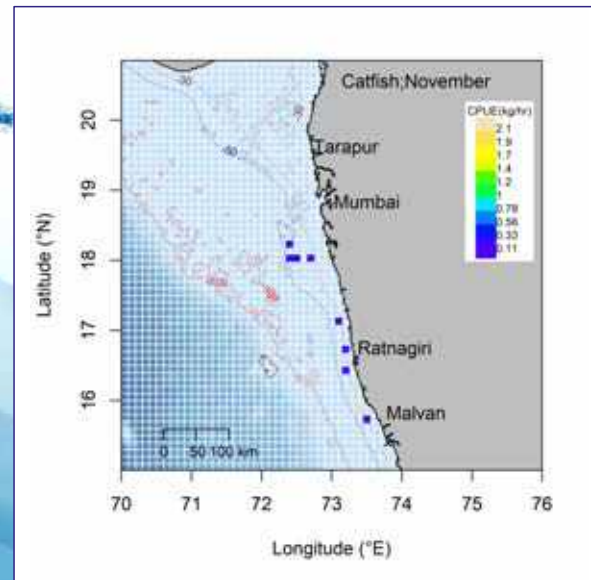 Catfish;November
CPUE(kg/hr)
2.1
1.9
1.7
1.4
1.2
1
0.78
0.56
0.33
0.11
Tarapur
Mumbai
Ratnagiri
Malvan
-50
0 50 100 km
20
19
18
17
16
Latitude (°N)
70 71 72 73 74 75 76
Longitude (°E)